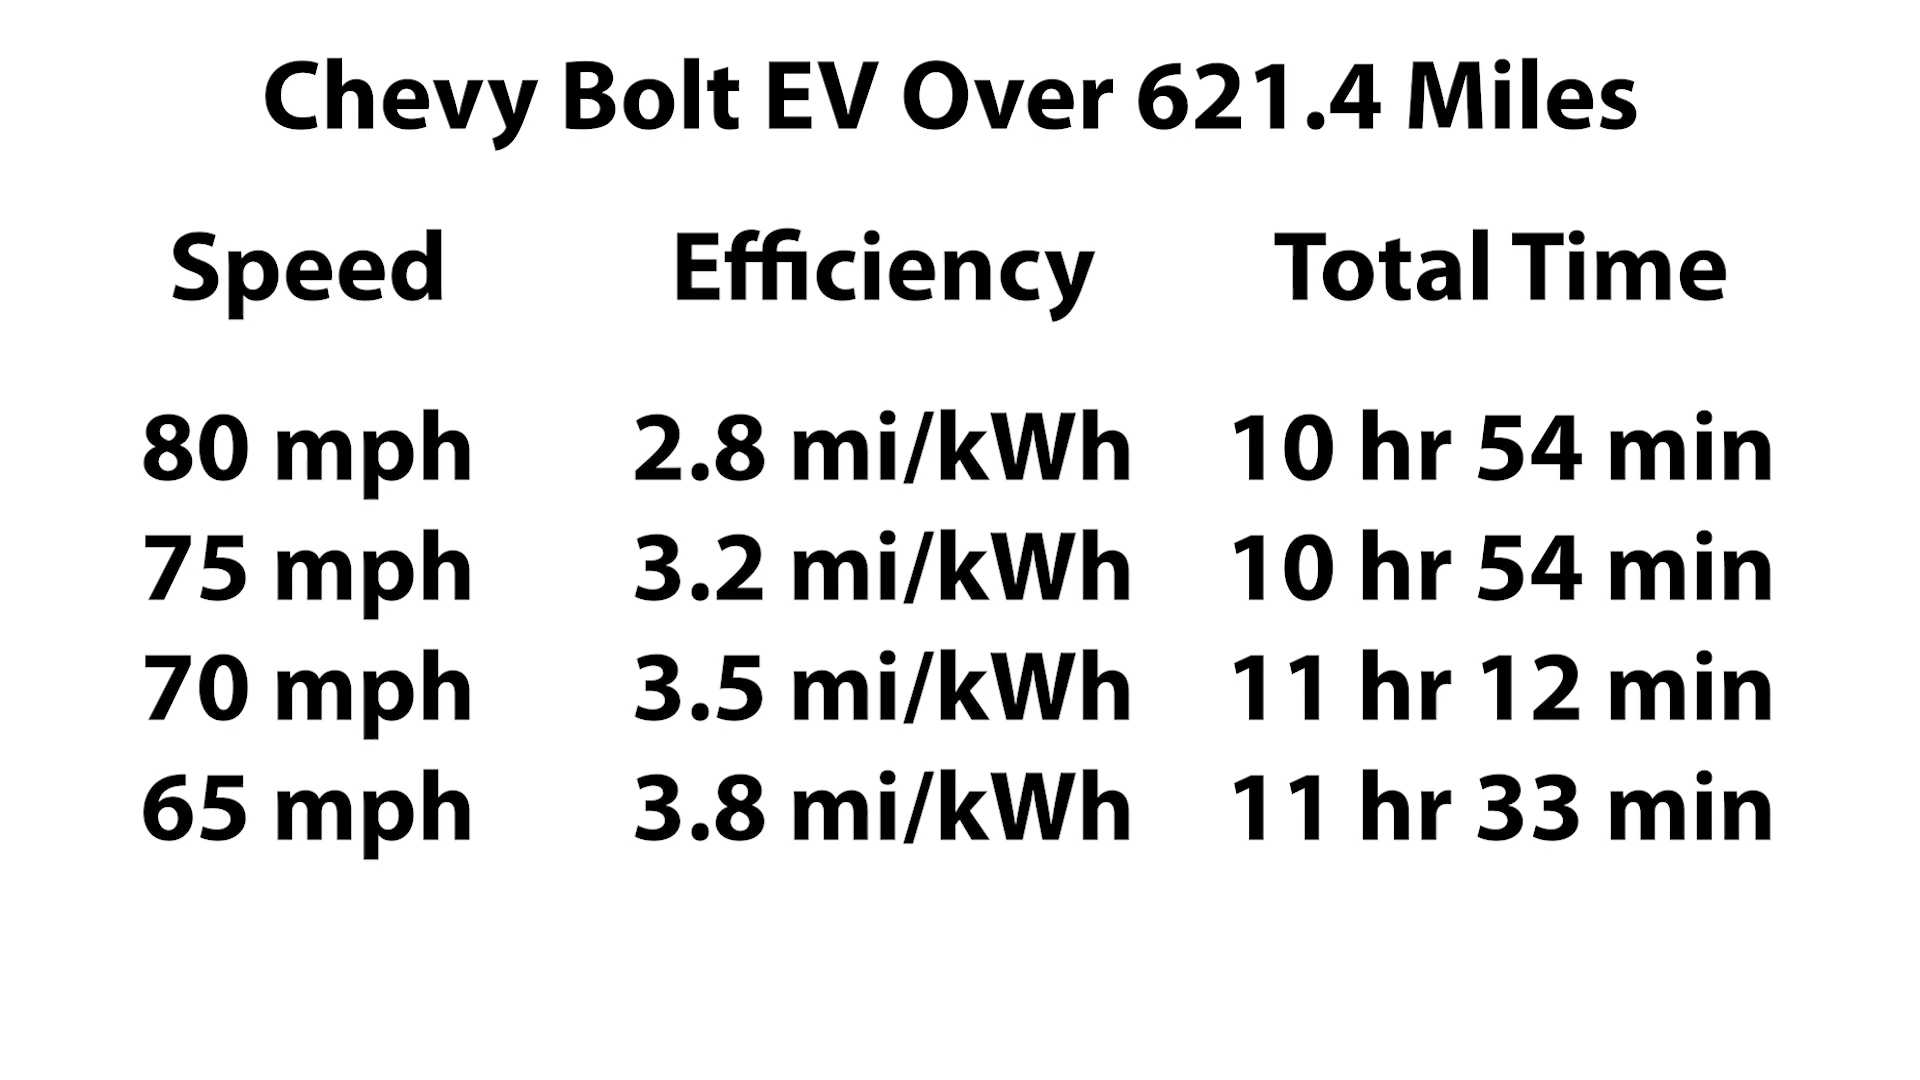 Chevy Bolt EV Over 621.4 Miles
Speed Efficiency Total Time
80 mph 2.8 mi/kWh 10 hr 54 min
75 mph 3.2 mi/kWh 10 hr 54 min
70 mph 3.5 mi/kWh 11 hr 12 min
65 mph 3.8 mi/kWh 11 hr 33 min